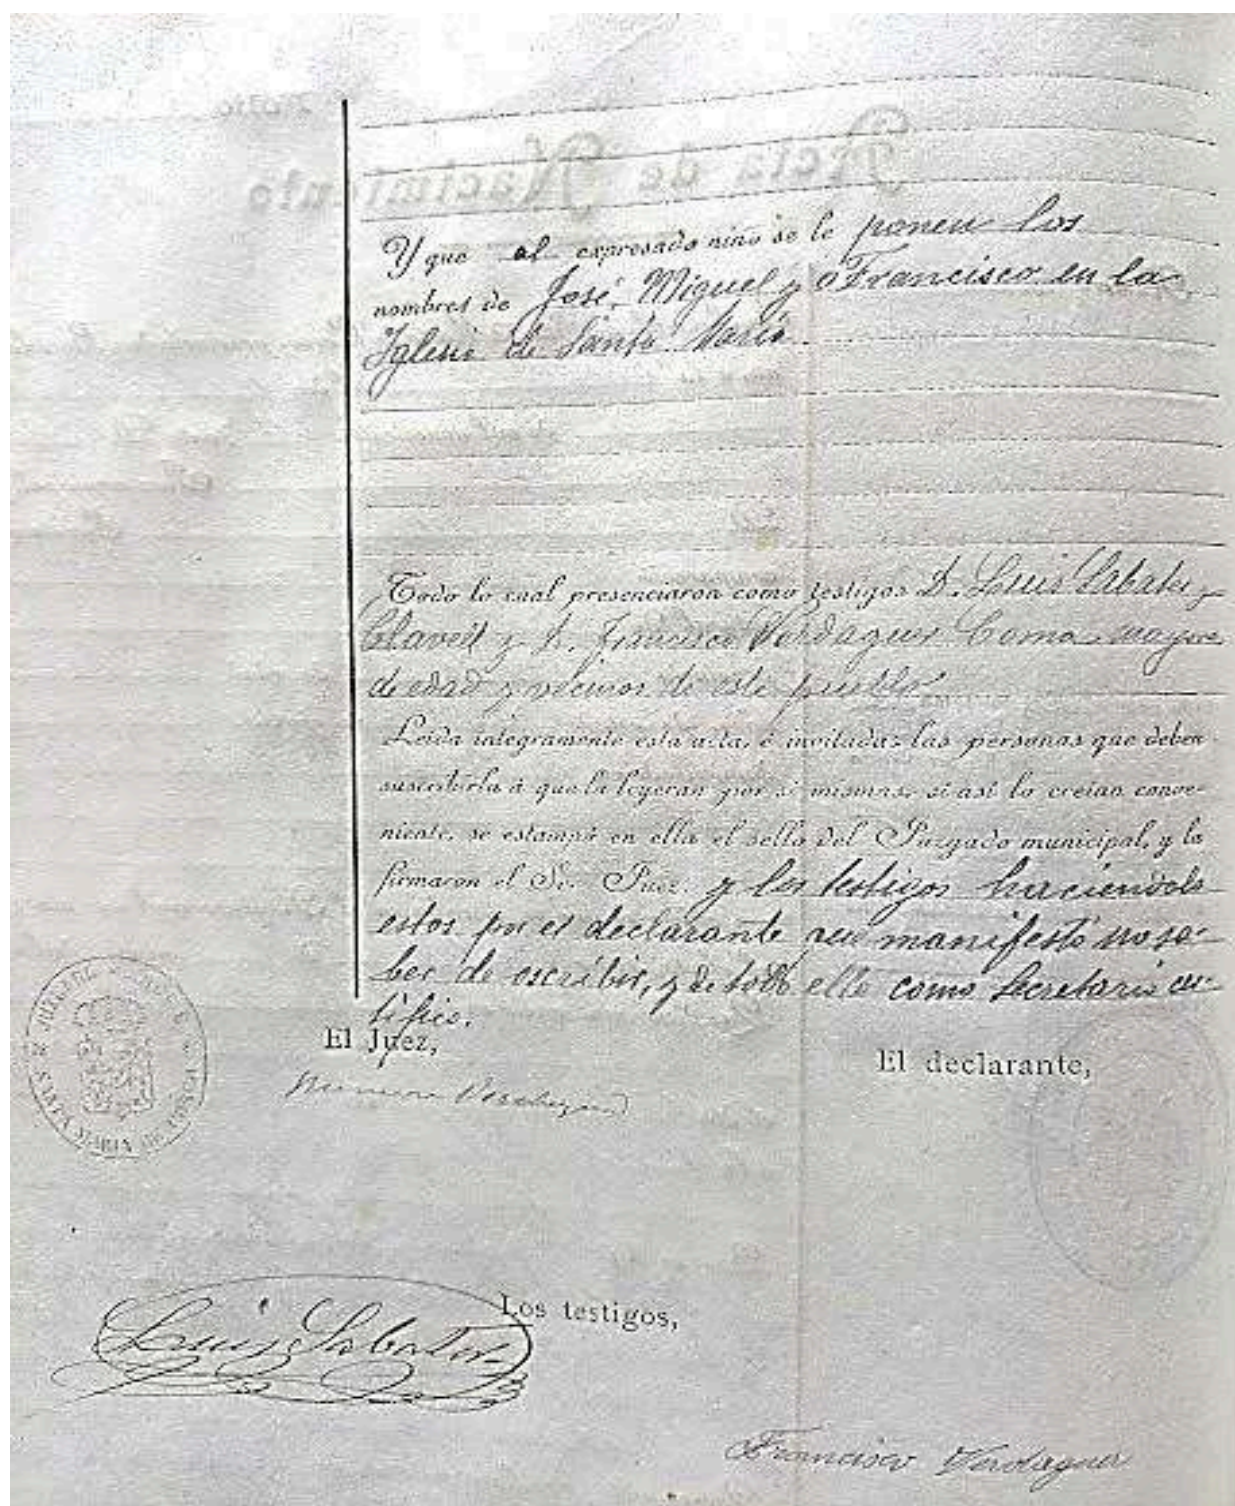 Y que al expresado niño se le ponen los
nombres de José, Miguel y Francisco en la
Iglesia de Santa María
Todo lo cual presenciaron como testigos D. Luis Sabater y
Clavell y D. Francisco Verdaguer Coma mayores
de edad y vecinos de este pueblo
Leída íntegramente esta acta, é invitadas las personas que deben
suscribirla á que la leyeran por sí mismas, si así lo creían conve-
niente, se estampó en ella el sello del Juzgado municipal, y la
firmaron el Sr. Juez y los testigos haciendolo
estos por el declarante que manifestó no sa-
ber de escribir, y de todo ello como Secretario cer-
tifico.
El Juez,
El declarante,
Verdaguer
SANTA MARIA DE
Los testigos,
Luis Sabater
Francisco Verdaguer